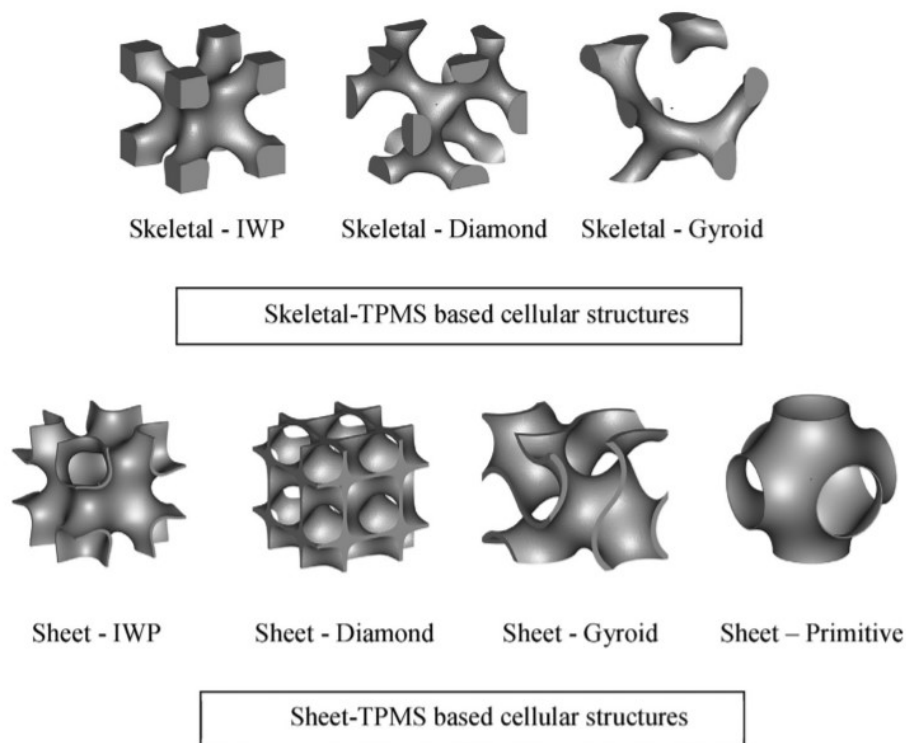 Skeletal - IWP
Skeletal - Diamond
Skeletal - Gyroid
Skeletal-TPMS based cellular structures
Sheet - IWP
Sheet - Diamond
Sheet - Gyroid
Sheet – Primitive
Sheet-TPMS based cellular structures